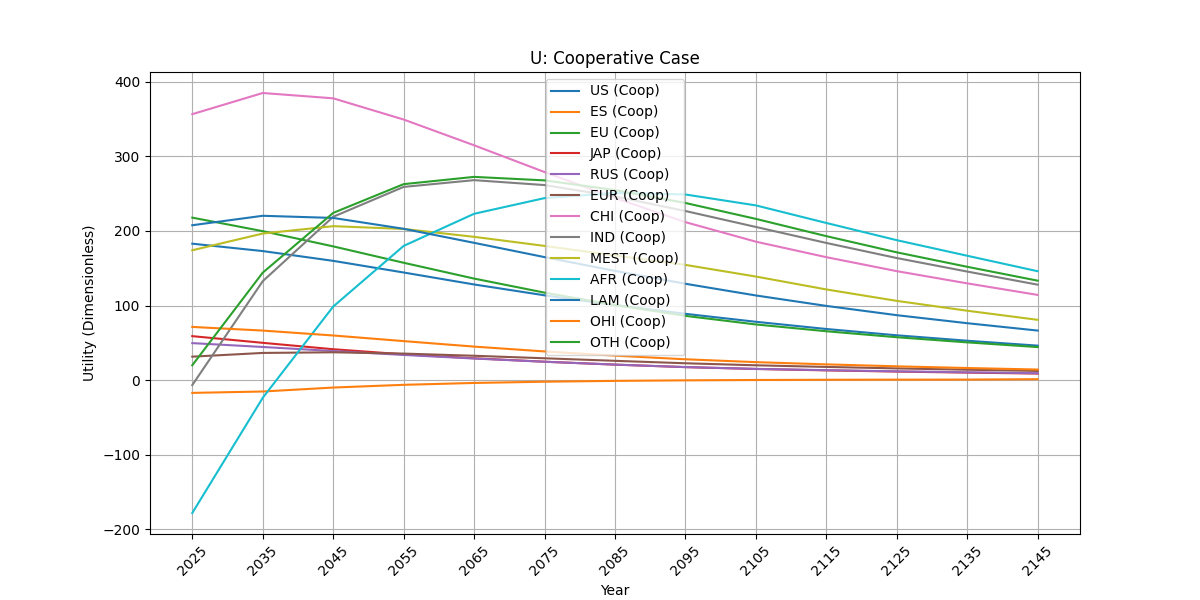 U: Cooperative Case
Utility (Dimensionless)
400
300
200
100
0
−100
−200
US (Coop)
ES (Coop)
EU (Coop)
JAP (Coop)
RUS (Coop)
EUR (Coop)
CHI (Coop)
IND (Coop)
MEST (Coop)
AFR (Coop)
LAM (Coop)
OHI (Coop)
OTH (Coop)
2025
2035
2045
2055
2065
2075
2085
2095
2105
2115
2125
2135
2145
Year